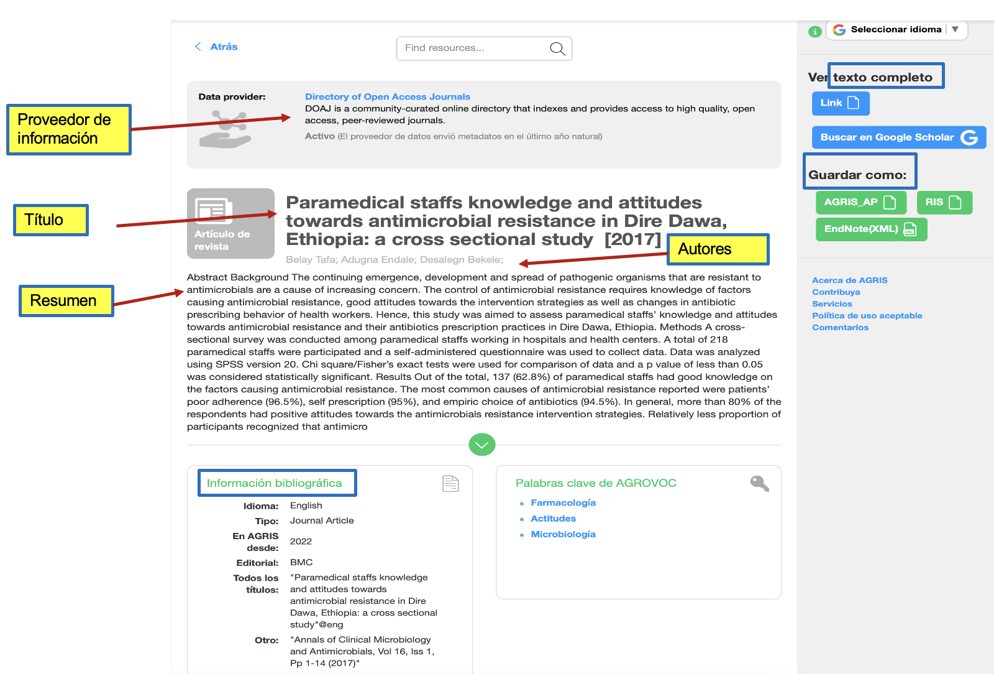 Atrás
Find resources...
Seleccionar idioma
Ver texto completo
Link
Buscar en Google Scholar
Guardar como:
AGRIS_AP
RIS
EndNote(XML)
Acerca de AGRIS
Contribuya
Servicios
Política de uso aceptable
Comentarios
Proveedor de
información
Data provider:
Directory of Open Access Journals
DOAJ is a community-curated online directory that indexes and provides access to high quality, open
access, peer-reviewed journals.
Activo (El proveedor de datos envió metadatos en el último año natural)
Título
Artículo de
revista
Paramedical staffs knowledge and attitudes
towards antimicrobial resistance in Dire Dawa,
Ethiopia: a cross sectional study [2017]
Autores
Belay Tafa; Adugna Endale; Desalegn Bekele;
Resumen
Abstract Background The continuing emergence, development and spread of pathogenic organisms that are resistant to
antimicrobials are a cause of increasing concern. The control of antimicrobial resistance requires knowledge of factors
causing antimicrobial resistance, good attitudes towards the intervention strategies as well as changes in antibiotic
prescribing behavior of health workers. Hence, this study was aimed to assess paramedical staffs' knowledge and attitudes
towards antimicrobial resistance and their antibiotics prescription practices in Dire Dawa, Ethiopia. Methods A cross-
sectional survey was conducted among paramedical staffs working in hospitals and health centers. A total of 218
paramedical staffs were participated and a self-administered questionnaire was used to collect data. Data was analyzed
using SPSS version 20. Chi square/Fisher's exact tests were used for comparison of data and a p value of less than 0.05
was considered statistically significant. Results Out of the total, 137 (62.8%) of paramedical staffs had good knowledge on
the factors causing antimicrobial resistance. The most common causes of antimicrobial resistance reported were patients'
poor adherence (96.5%), self prescription (95%), and empiric choice of antibiotics (94.5%). In general, more than 80% of the
respondents had positive attitudes towards the antimicrobials resistance intervention strategies. Relatively less proportion of
participants recognized that antimicro
Información bibliográfica
Idioma: English
Tipo: Journal Article
En AGRIS
desde: 2022
Editorial: BMC
Todos los títulos: "Paramedical staffs knowledge
and attitudes towards
antimicrobial resistance in Dire
Dawa, Ethiopia: a cross sectional
study"@eng
Otro: "Annals of Clinical Microbiology
and Antimicrobials, Vol 16, Iss 1,
Pp 1-14 (2017)"
Palabras clave de AGROVOC
Farmacología
Actitudes
Microbiología